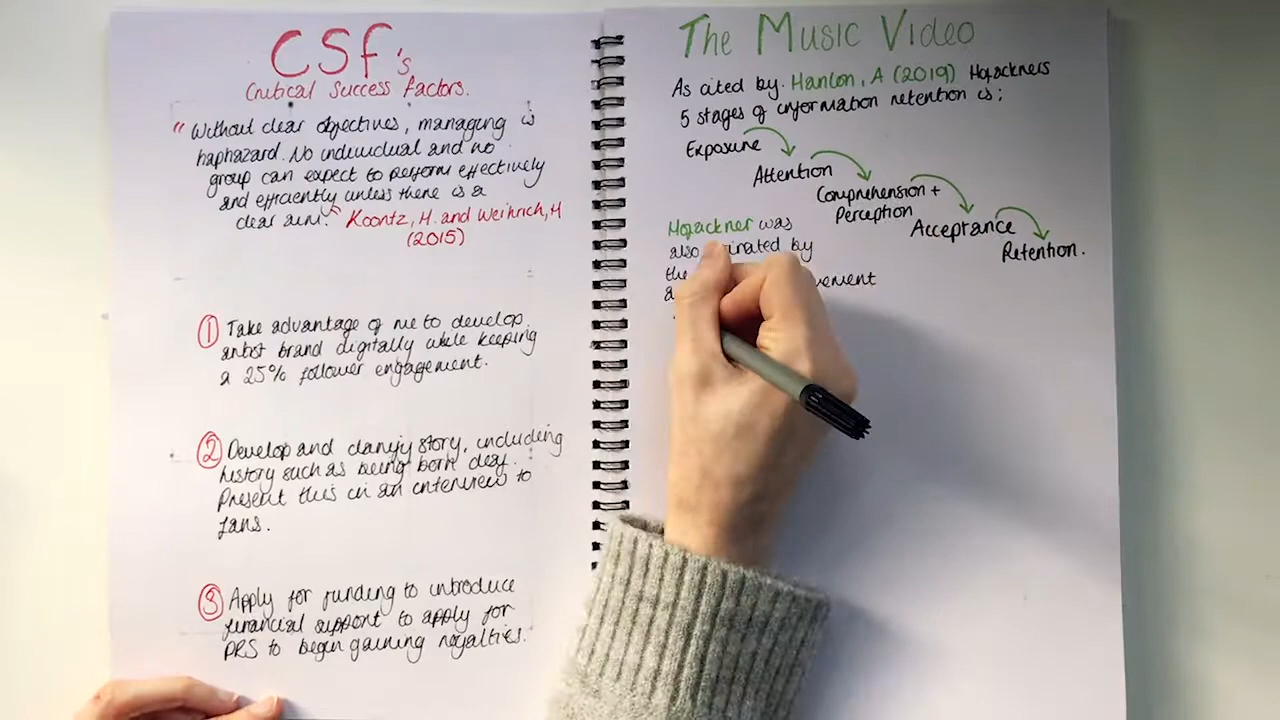 CSF's
Critical Success Factors.
"Without clear objectives, managing is
haphazard. No individual and no
group can expect to perform effectively
and efficiently unless there is a
clear aim." Koontz, H. and Weihrich, H
(2015)
① Take advantage of me to develop
artist brand digitally while keeping
a 25% follower engagement.
② Develop and clarify story, including
history such as being born deaf.
Present this in an interview to
fans.
③ Apply for funding to introduce
financial support to apply for
PRS to begin gaining royalties.
The Music Video
As cited by Hanlon, A (2019) Hofackners
5 stages of information retention is;
Exposure
Attention
Comprehension +
Perception
Acceptance
Retention.
Hofackner was
also by
the